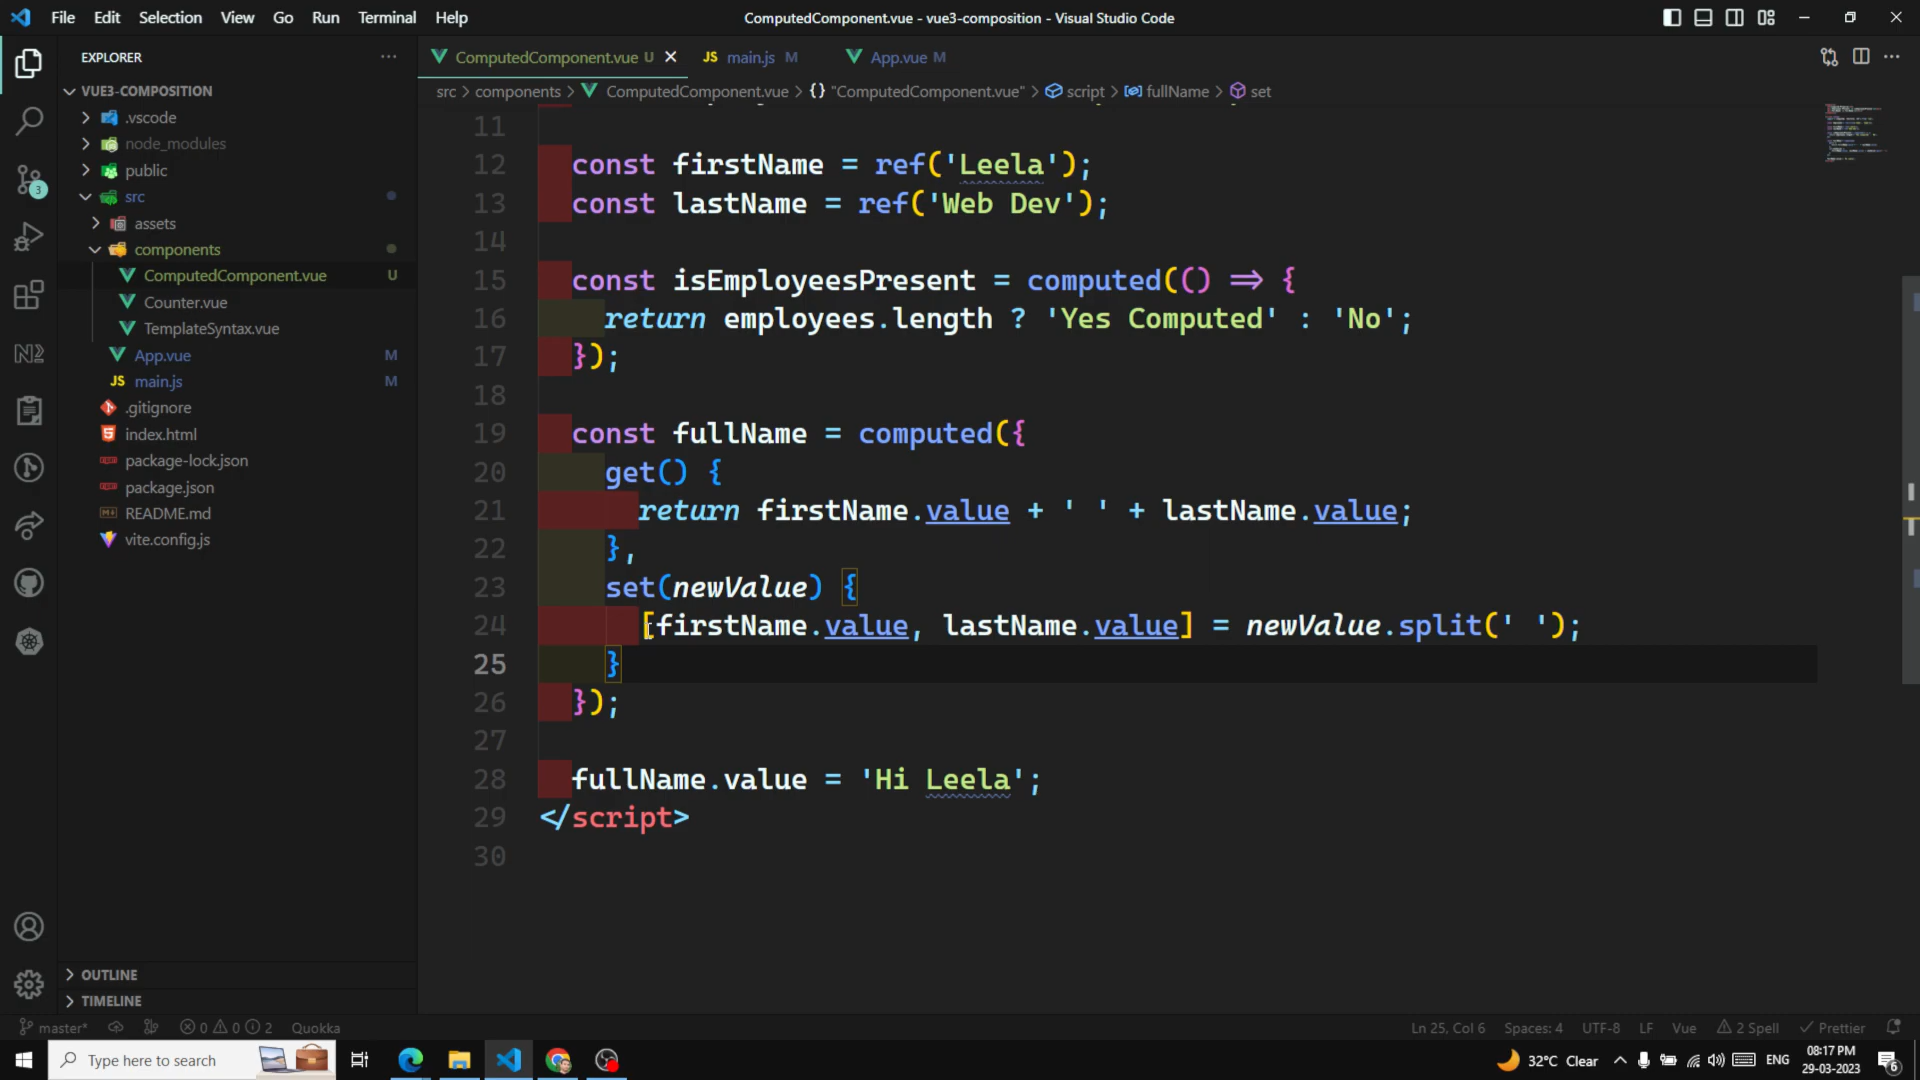 File Edit Selection View Go Run Terminal Help
ComputedComponent.vue - vue3-composition - Visual Studio Code
EXPLORER
VUE3-COMPOSITION
.vscode
node_modules
public
src
assets
components
ComputedComponent.vue U
Counter.vue
TemplateSyntax.vue
App.vue M
JS main.js M
.gitignore
index.html
package-lock.json
package.json
README.md
vite.config.js
OUTLINE
TIMELINE
3
ComputedComponent.vue U
JS main.js M
App.vue M
src > components > ComputedComponent.vue > {} "ComputedComponent.vue" > script > fullName > set
11
12 const firstName = ref('Leela');
13 const lastName = ref('Web Dev');
14
15 const isEmployeesPresent = computed(() => {
16 return employees.length ? 'Yes Computed' : 'No';
17 });
18
19 const fullName = computed({
20 get() {
21 return firstName.value + ' ' + lastName.value;
22 },
23 set(newValue) {
24 [firstName.value, lastName.value] = newValue.split(' ');
25 }
26 });
27
28 fullName.value = 'Hi Leela';
29 </script>
30
master* 0 0 2 Quokka
Ln 25, Col 6 Spaces: 4 UTF-8 LF Vue 2 Spell Prettier
Type here to search
32°C Clear
ENG
08:17 PM
29-03-2023
6